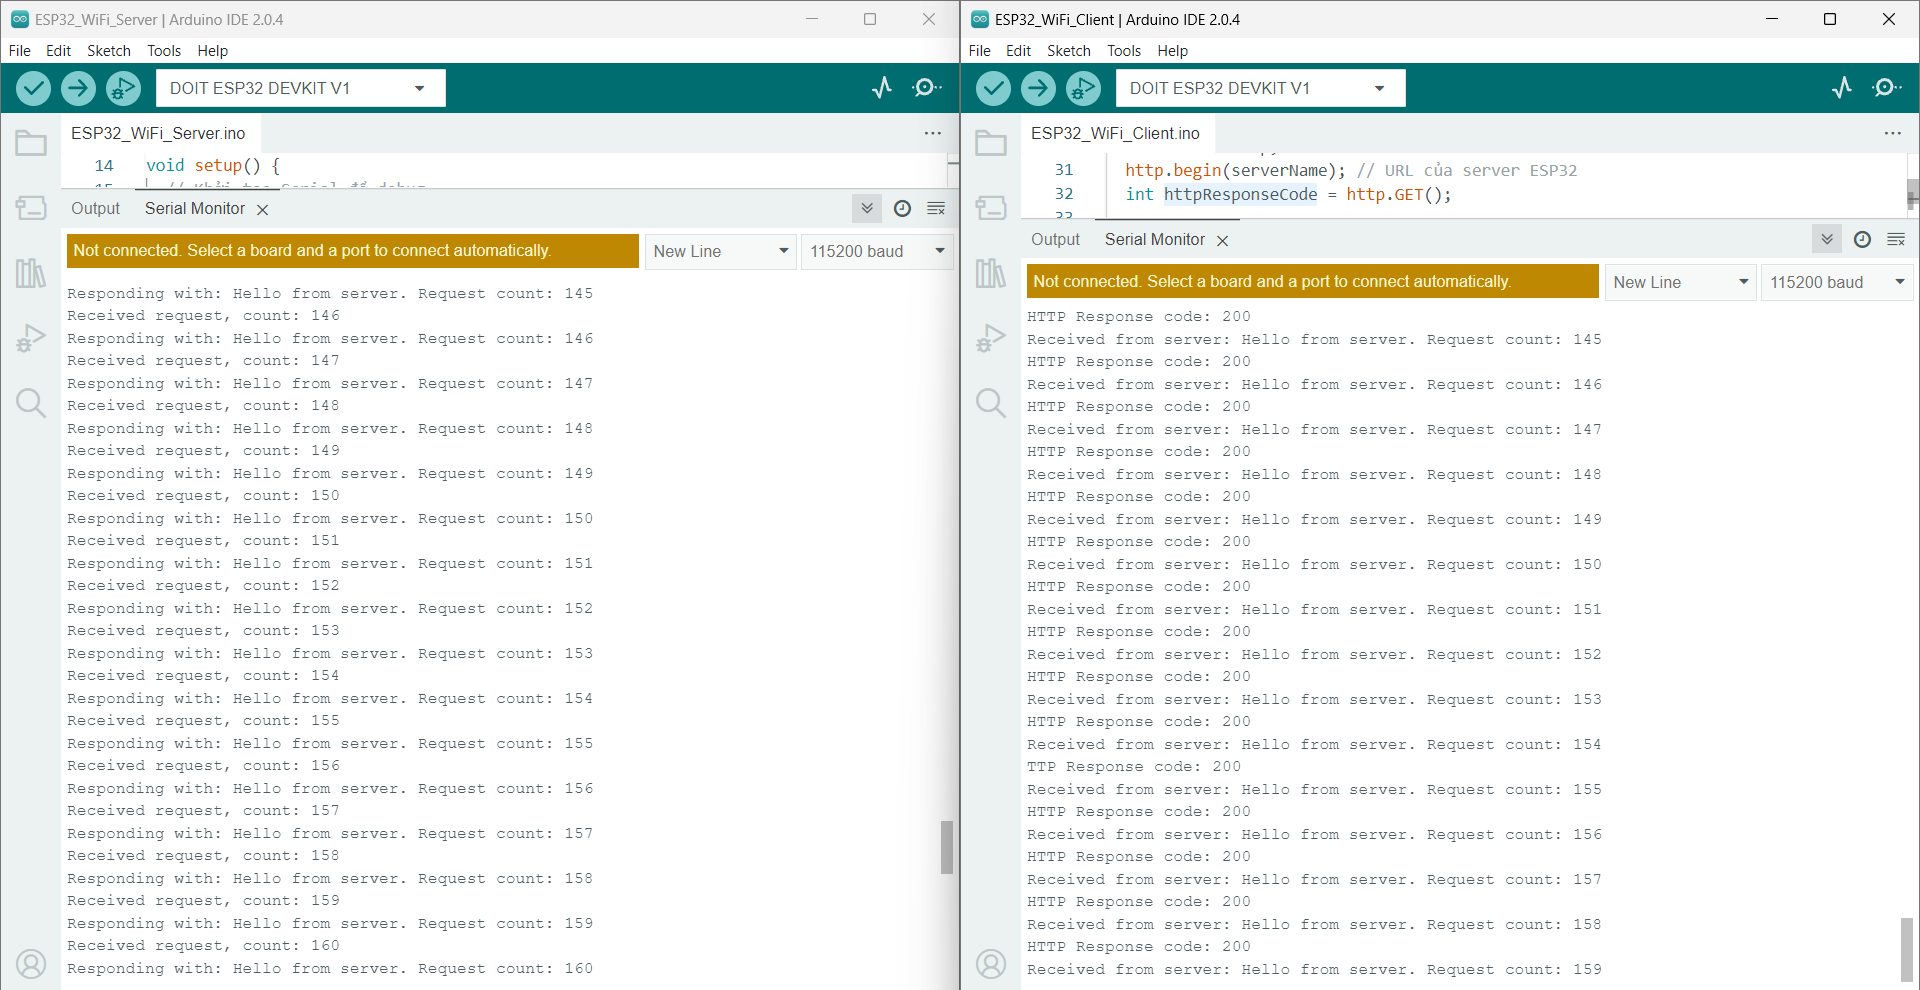 ESP32_WiFi_Server | Arduino IDE 2.0.4
File Edit Sketch Tools Help
DOIT ESP32 DEVKIT V1
ESP32_WiFi_Server.ino
14 void setup() {
Output Serial Monitor
Not connected. Select a board and a port to connect automatically.
New Line
115200 baud
Responding with: Hello from server. Request count: 145
Received request, count: 146
Responding with: Hello from server. Request count: 146
Received request, count: 147
Responding with: Hello from server. Request count: 147
Received request, count: 148
Responding with: Hello from server. Request count: 148
Received request, count: 149
Responding with: Hello from server. Request count: 149
Received request, count: 150
Responding with: Hello from server. Request count: 150
Received request, count: 151
Responding with: Hello from server. Request count: 151
Received request, count: 152
Responding with: Hello from server. Request count: 152
Received request, count: 153
Responding with: Hello from server. Request count: 153
Received request, count: 154
Responding with: Hello from server. Request count: 154
Received request, count: 155
Responding with: Hello from server. Request count: 155
Received request, count: 156
Responding with: Hello from server. Request count: 156
Received request, count: 157
Responding with: Hello from server. Request count: 157
Received request, count: 158
Responding with: Hello from server. Request count: 158
Received request, count: 159
Responding with: Hello from server. Request count: 159
Received request, count: 160
Responding with: Hello from server. Request count: 160
ESP32_WiFi_Client | Arduino IDE 2.0.4
File Edit Sketch Tools Help
DOIT ESP32 DEVKIT V1
ESP32_WiFi_Client.ino
31 http.begin(serverName); // URL của server ESP32
32 int httpResponseCode = http.GET();
Output Serial Monitor
Not connected. Select a board and a port to connect automatically.
New Line
115200 baud
HTTP Response code: 200
Received from server: Hello from server. Request count: 145
HTTP Response code: 200
Received from server: Hello from server. Request count: 146
HTTP Response code: 200
Received from server: Hello from server. Request count: 147
HTTP Response code: 200
Received from server: Hello from server. Request count: 148
HTTP Response code: 200
Received from server: Hello from server. Request count: 149
HTTP Response code: 200
Received from server: Hello from server. Request count: 150
HTTP Response code: 200
Received from server: Hello from server. Request count: 151
HTTP Response code: 200
Received from server: Hello from server. Request count: 152
HTTP Response code: 200
Received from server: Hello from server. Request count: 153
HTTP Response code: 200
Received from server: Hello from server. Request count: 154
TTP Response code: 200
Received from server: Hello from server. Request count: 155
HTTP Response code: 200
Received from server: Hello from server. Request count: 156
HTTP Response code: 200
Received from server: Hello from server. Request count: 157
HTTP Response code: 200
Received from server: Hello from server. Request count: 158
HTTP Response code: 200
Received from server: Hello from server. Request count: 159